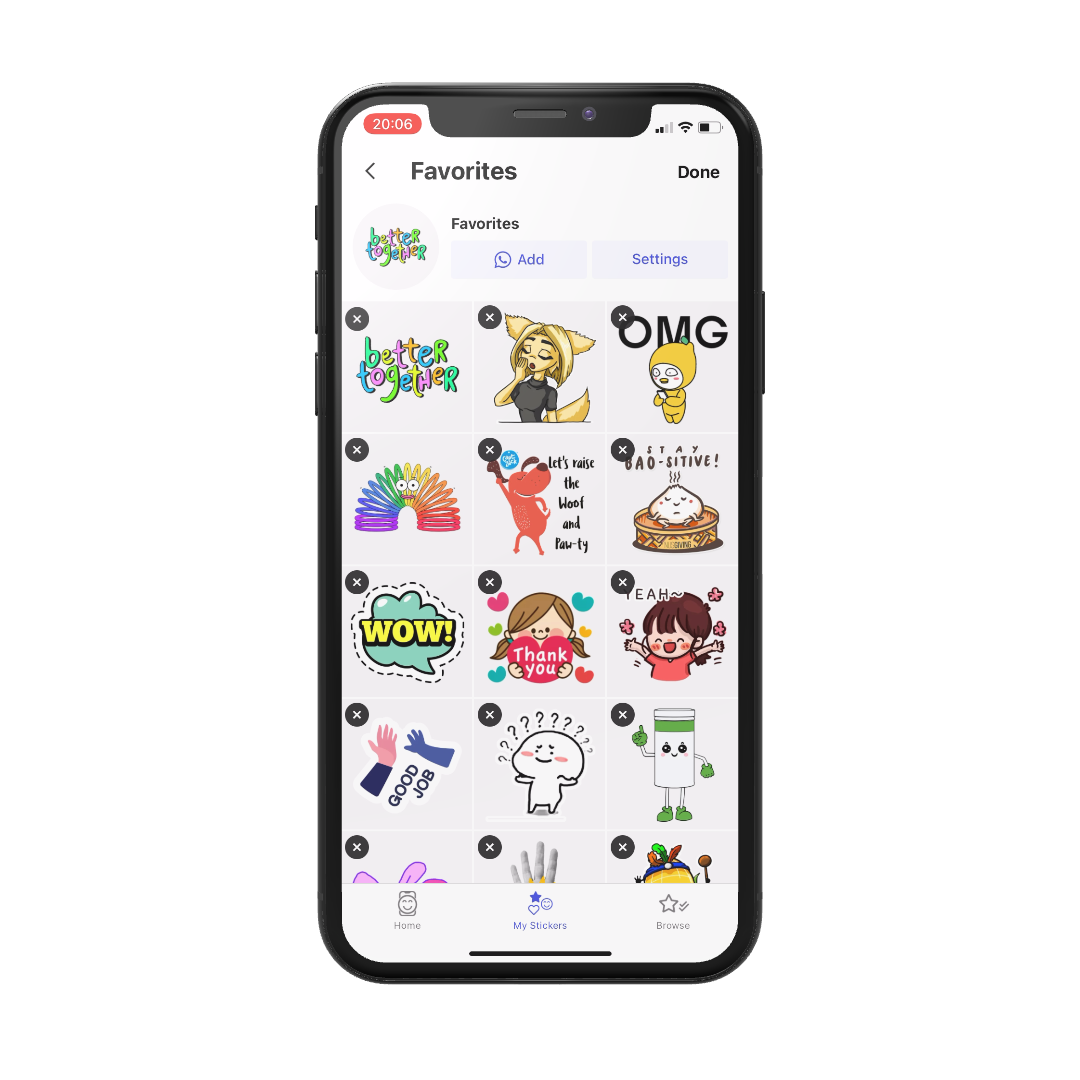 20:06
Favorites
Done
Favorites
Add
Settings
better
together
better
together
OMG
Let's raise
the
Woof
and
Paw-ty
STAY
BAO-SITIVE!
WOW!
Thank
you
YEAH~
GOOD
JOB
? ? ? ? ? ? ? ? ? ?
Home
My Stickers
Browse